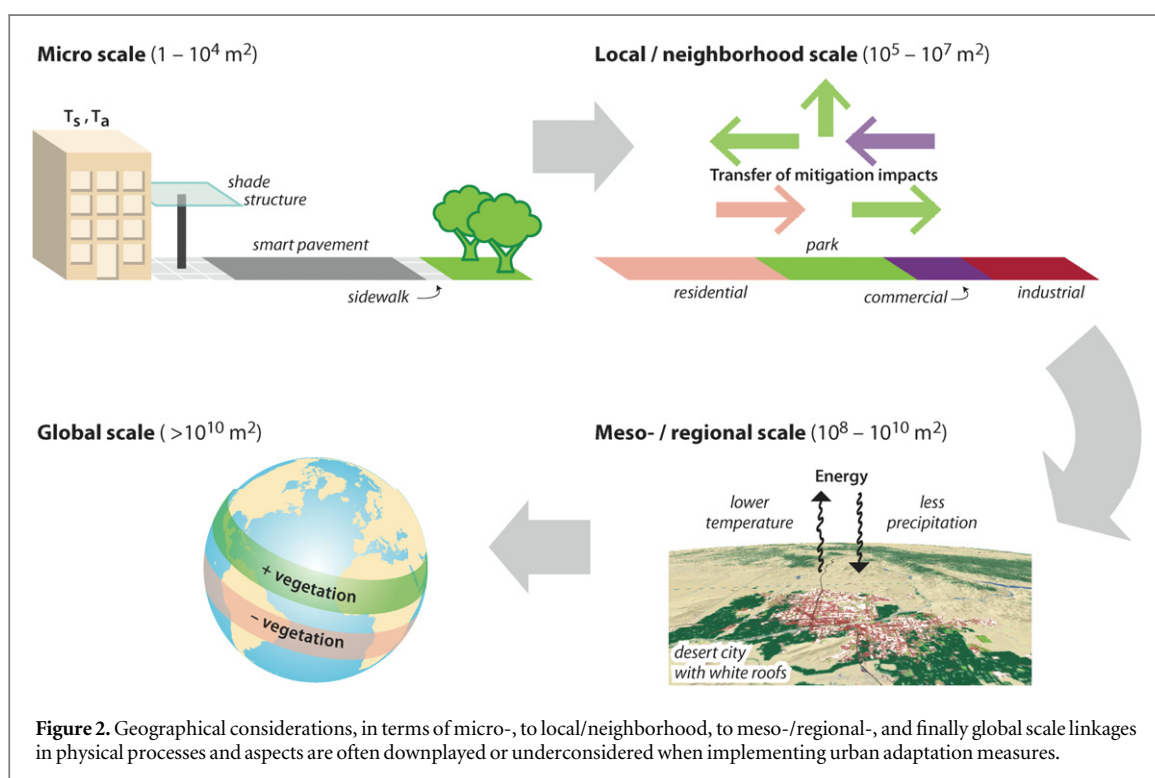 Micro scale (1 – 10⁴ m²)
Tₛ , Tₐ
shade
structure
smart pavement
sidewalk
Local / neighborhood scale (10⁵ – 10⁷ m²)
Transfer of mitigation impacts
park
residential
commercial
industrial
Global scale ( >10¹⁰ m²)
+ vegetation
– vegetation
Meso- / regional scale (10⁸ – 10¹⁰ m²)
Energy
lower
temperature
less
precipitation
desert city
with white roofs
Figure 2. Geographical considerations, in terms of micro-, to local/neighborhood, to meso-/regional-, and finally global scale linkages
in physical processes and aspects are often downplayed or underconsidered when implementing urban adaptation measures.